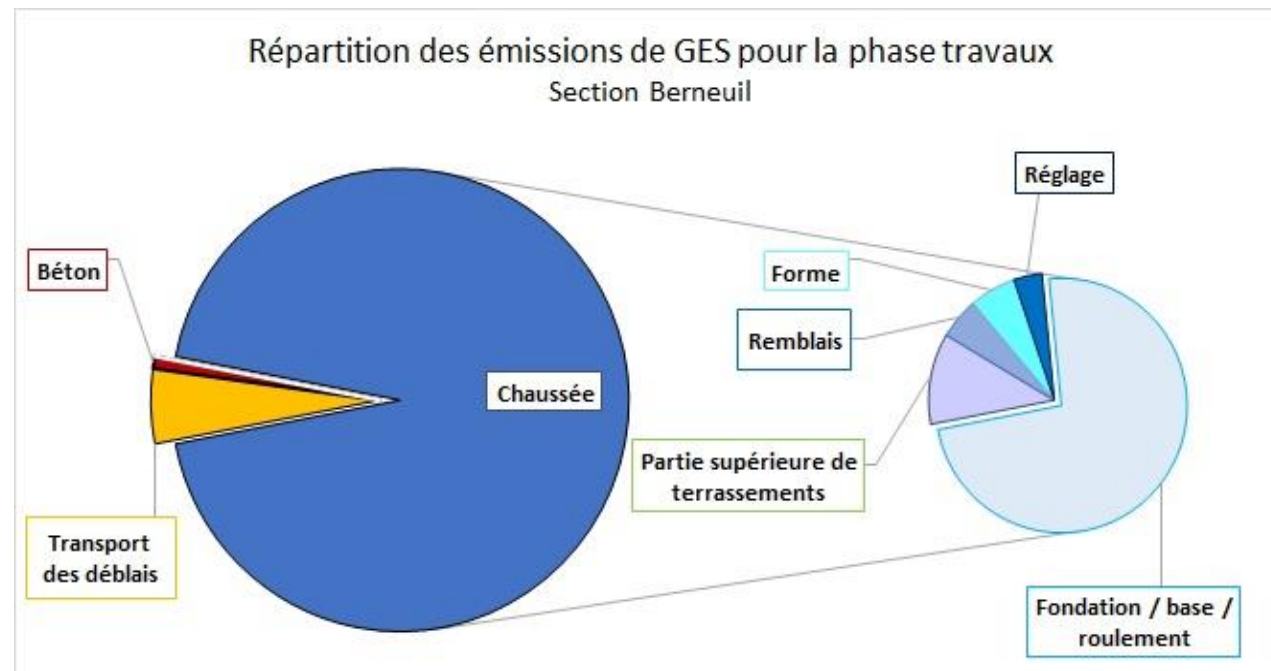 Répartition des émissions de GES pour la phase travaux
Section Berneuil
Réglage
Béton
Forme
Remblais
Chaussée
Partie supérieure de
terrassements
Transport
des déblais
Fondation / base /
roulement